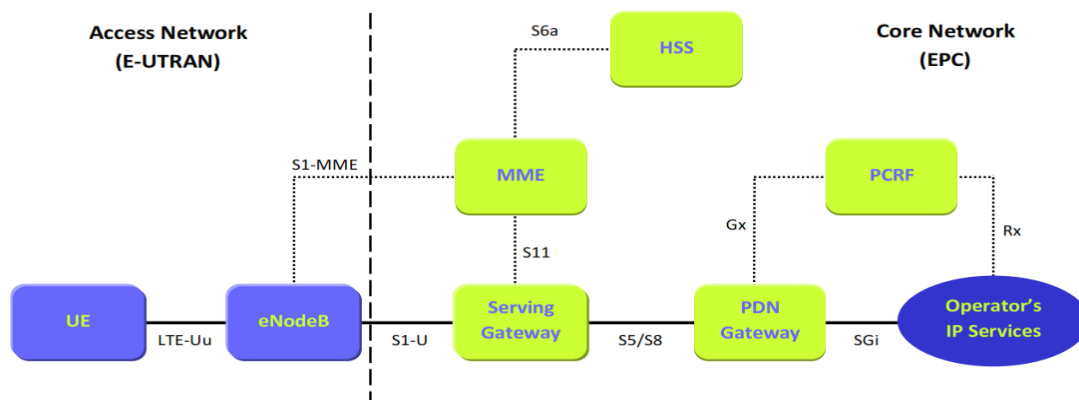 Access Network
(E-UTRAN)
S6a
HSS
Core Network
(EPC)
S1-MME
MME
PCRF
Gx
Rx
S11
UE
LTE-Uu
eNodeB
S1-U
Serving
Gateway
S5/S8
PDN
Gateway
SGi
Operator's
IP Services